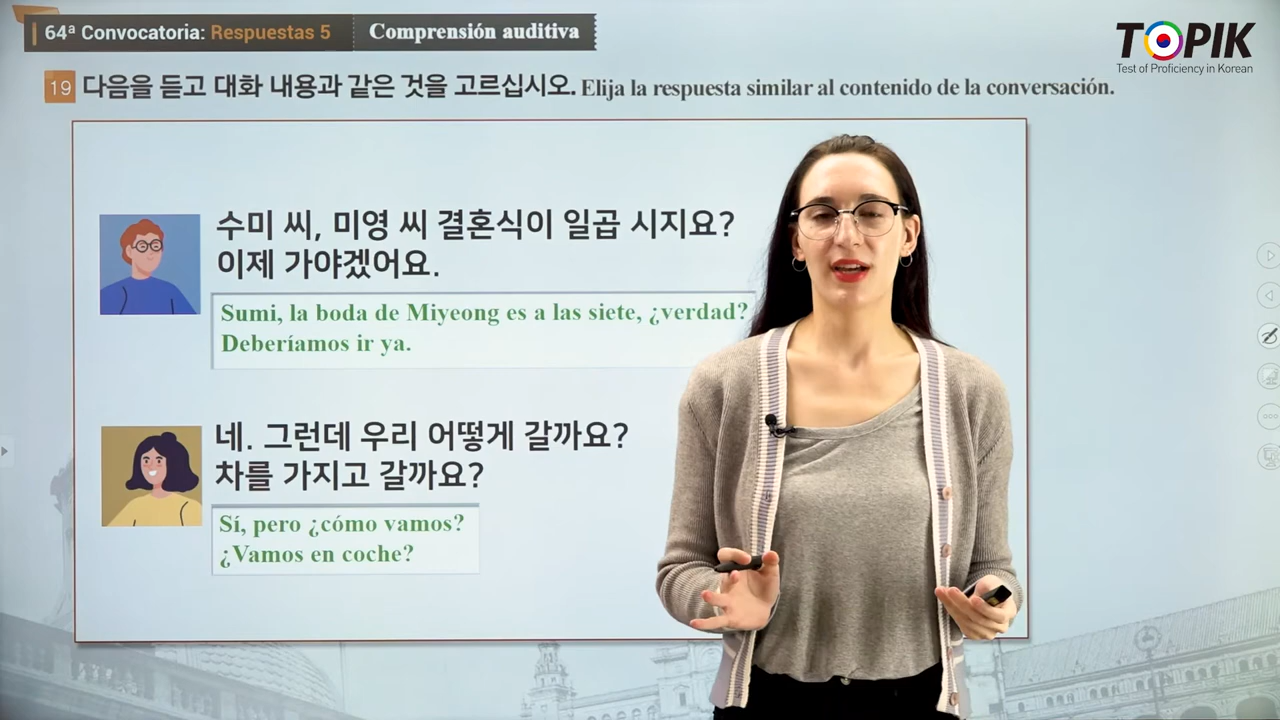 64ª Convocatoria: Respuestas 5 Comprensión auditiva
TOPIK
Test of Proficiency in Korean
19 다음을 듣고 대화 내용과 같은 것을 고르십시오. Elija la respuesta similar al contenido de la conversación.
수미 씨, 미영 씨 결혼식이 일곱 시지요?
이제 가야겠어요.
Sumi, la boda de Miyeong es a las siete, ¿verdad?
Deberíamos ir ya.
네. 그런데 우리 어떻게 갈까요?
차를 가지고 갈까요?
Sí, pero ¿cómo vamos?
¿Vamos en coche?